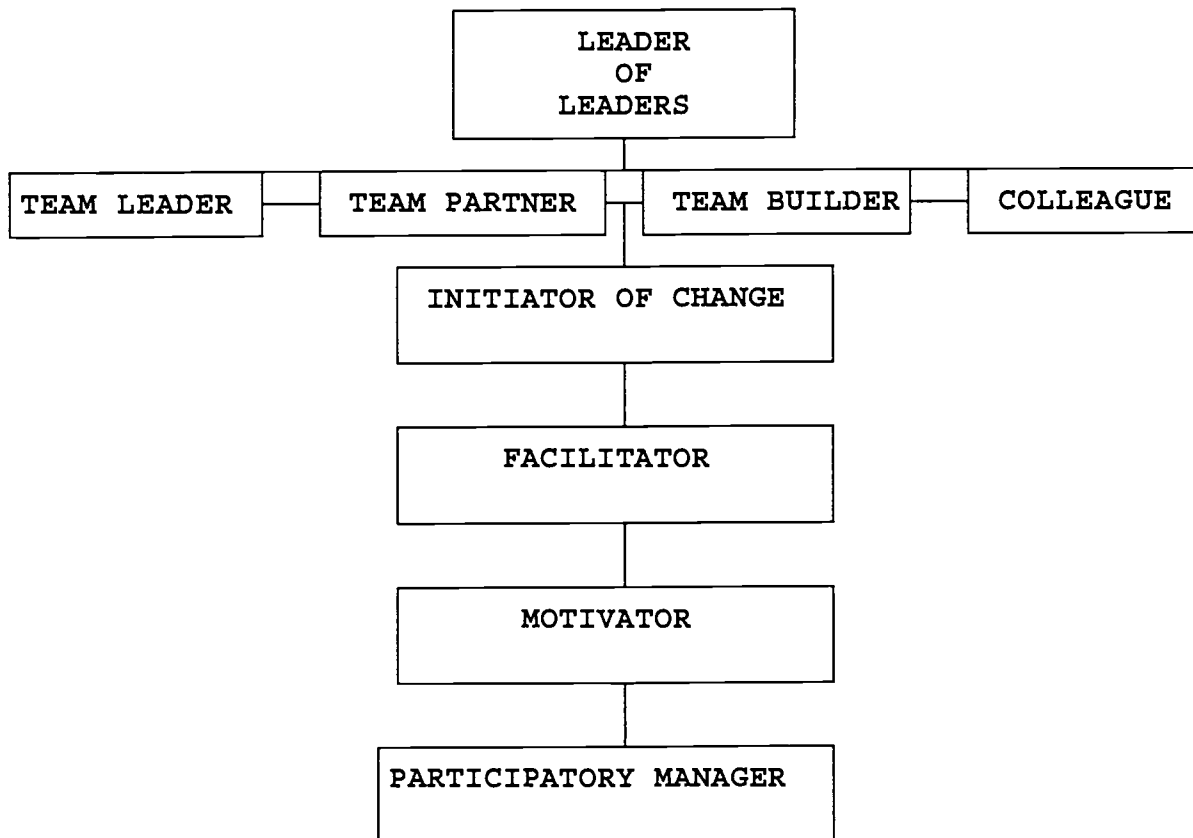 LEADER
OF
LEADERS
TEAM LEADER
TEAM PARTNER
TEAM BUILDER
COLLEAGUE
INITIATOR OF CHANGE
FACILITATOR
MOTIVATOR
PARTICIPATORY MANAGER